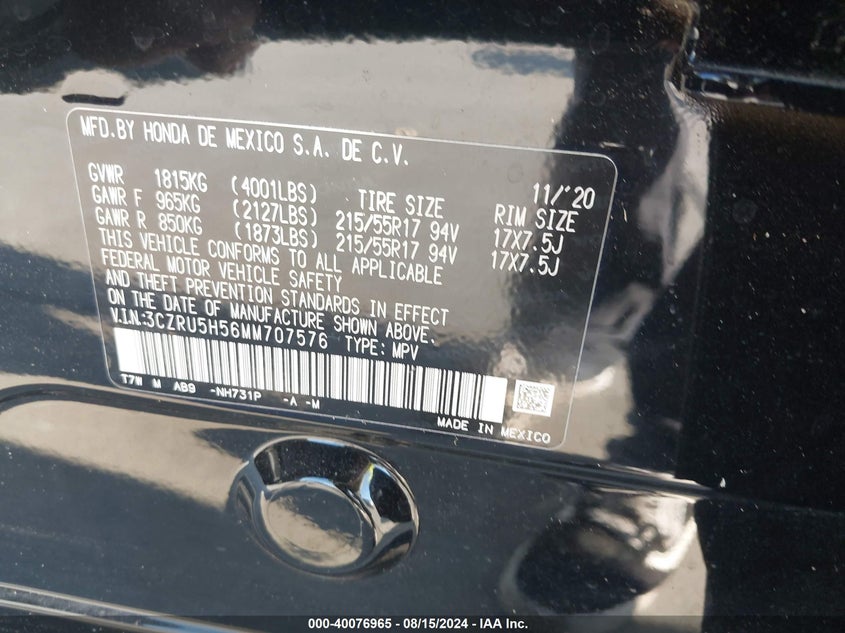 MFD.BY HONDA DE MEXICO S.A. DE C.V.
11/'20
GVWR 1815KG (4001LBS) TIRE SIZE RIM SIZE
GAWR F 965KG (2127LBS) 215/55R17 94V 17X7.5J
GAWR R 850KG (1873LBS) 215/55R17 94V 17X7.5J
THIS VEHICLE CONFORMS TO ALL APPLICABLE
FEDERAL MOTOR VEHICLE SAFETY
AND THEFT PREVENTION STANDARDS IN EFFECT
ON THE DATE OF MANUFACTURE SHOWN ABOVE.
V.I.N.:3CZRU5H56MM707576 TYPE: MPV
T7W M AB9 -NH731P -A -M
MADE IN MEXICO
000-40076965 - 08/15/2024 - IAA Inc.